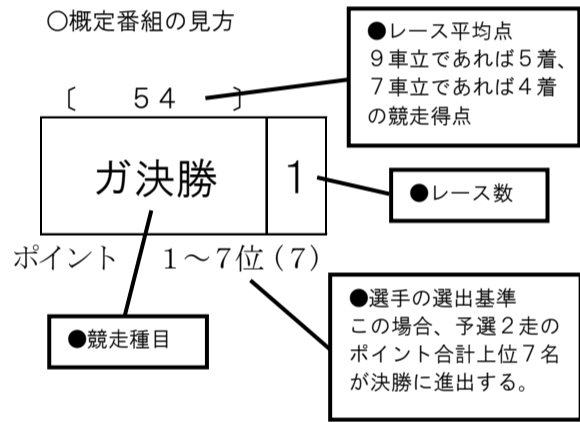 ○概定番組の見方
●レース平均点
９車立であれば５着、
７車立であれば４着
の競走得点
〔　５４　〕
ガ決勝 1
●レース数
ポイント　１～７位（７）
●選手の選出基準
この場合、予選２走の
ポイント合計上位７名
が決勝に進出する。
●競走種目